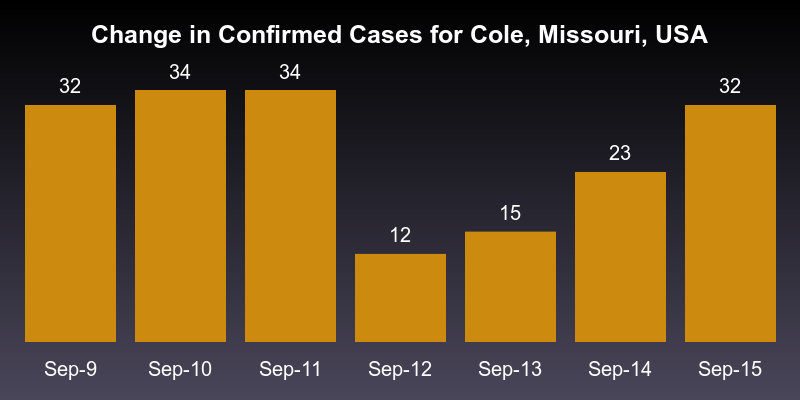 Change in Confirmed Cases for Cole, Missouri, USA
32
34
34
12
15
23
32
Sep-9
Sep-10
Sep-11
Sep-12
Sep-13
Sep-14
Sep-15